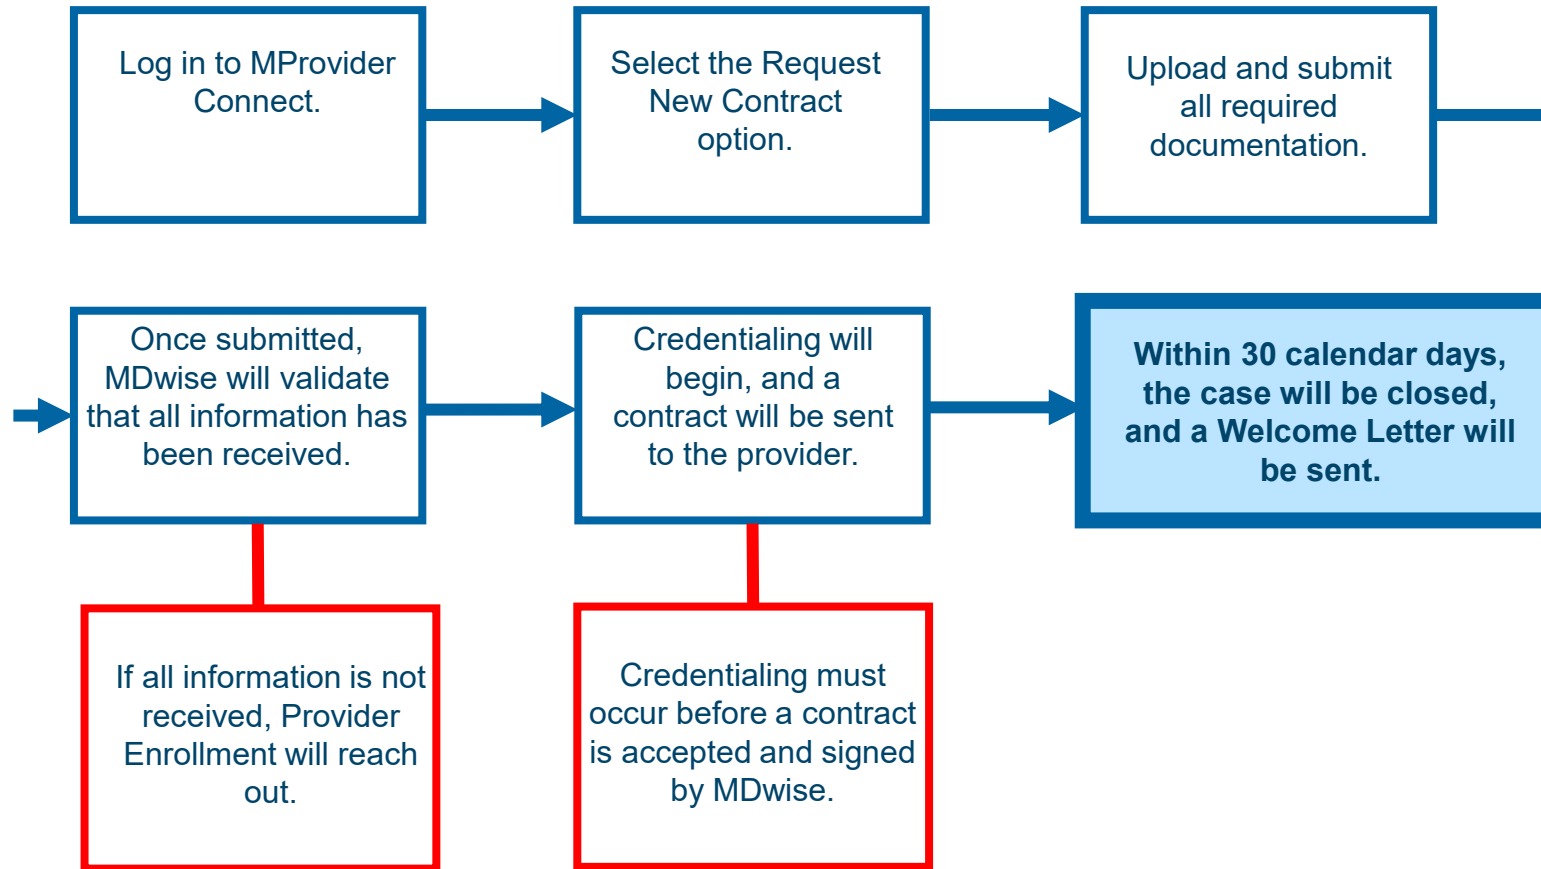 Log in to MProvider
Connect.
Select the Request
New Contract
option.
Upload and submit
all required
documentation.
Once submitted,
MDwise will validate
that all information has
been received.
Credentialing will
begin, and a
contract will be sent
to the provider.
Within 30 calendar days,
the case will be closed,
and a Welcome Letter will
be sent.
If all information is not
received, Provider
Enrollment will reach
out.
Credentialing must
occur before a contract
is accepted and signed
by MDwise.